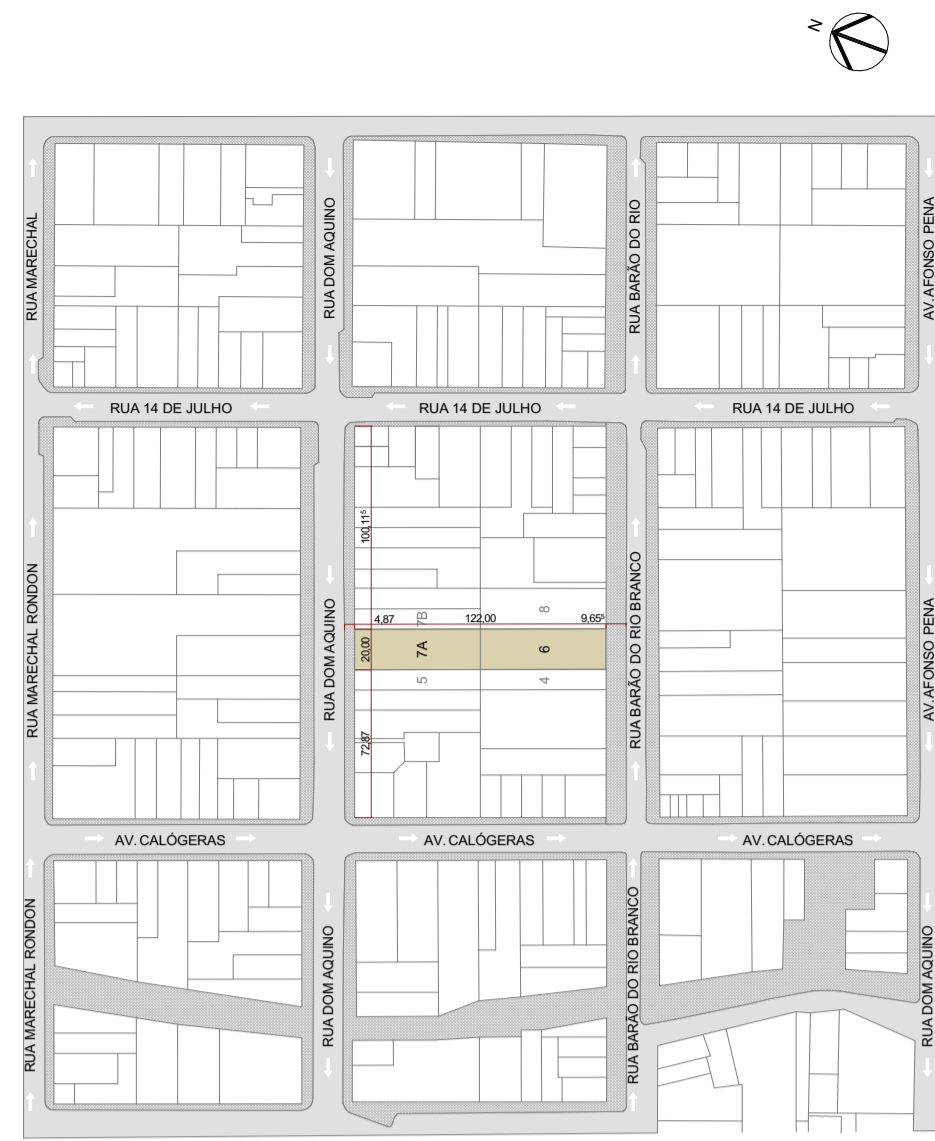 N
RUA MARECHAL
RUA DOM AQUINO
RUA BARÃO DO RIO
AV. AFONSO PENA
RUA 14 DE JULHO
RUA 14 DE JULHO
RUA 14 DE JULHO
RUA MARECHAL RONDON
RUA DOM AQUINO
100,11⁵
4,87
7B
122,00
8
9,65⁵
20,00
7A
6
5
4
72,87
RUA BARÃO DO RIO BRANCO
AV. AFONSO PENA
AV. CALÓGERAS
AV. CALÓGERAS
AV. CALÓGERAS
RUA MARECHAL RONDON
RUA DOM AQUINO
RUA BARÃO DO RIO BRANCO
RUA DOM AQUINO